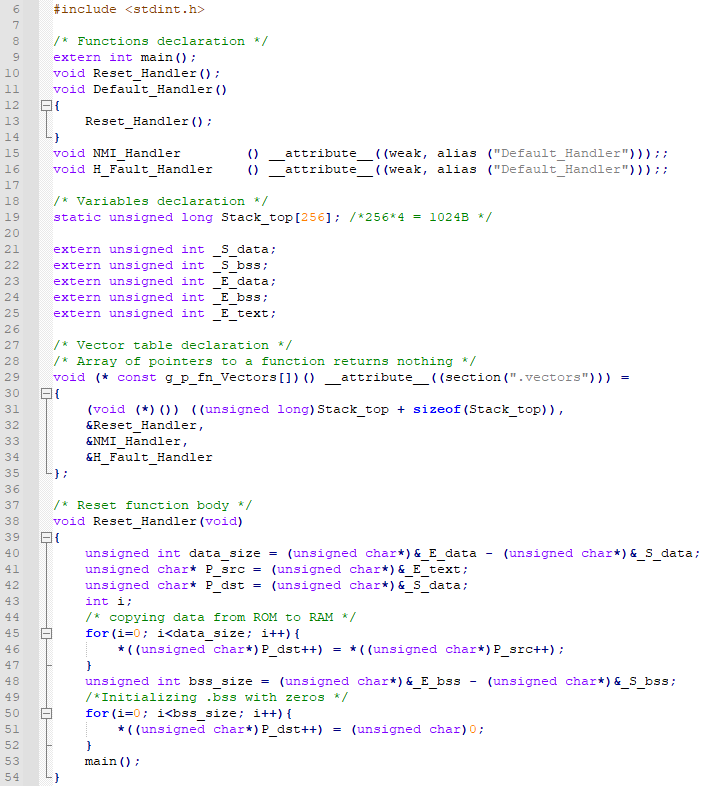 6 #include <stdint.h>
7
8 /* Functions declaration */
9 extern int main();
10 void Reset_Handler();
11 void Default_Handler()
12 {
13     Reset_Handler();
14 }
15 void NMI_Handler        () __attribute__((weak, alias ("Default_Handler")));;
16 void H_Fault_Handler    () __attribute__((weak, alias ("Default_Handler")));;
17
18 /* Variables declaration */
19 static unsigned long Stack_top[256]; /*256*4 = 1024B */
20
21 extern unsigned int _S_data;
22 extern unsigned int _S_bss;
23 extern unsigned int _E_data;
24 extern unsigned int _E_bss;
25 extern unsigned int _E_text;
26
27 /* Vector table declaration */
28 /* Array of pointers to a function returns nothing */
29 void (* const g_p_fn_Vectors[])() __attribute__((section(".vectors"))) =
30 {
31     (void (*)()) ((unsigned long)Stack_top + sizeof(Stack_top)),
32     &Reset_Handler,
33     &NMI_Handler,
34     &H_Fault_Handler
35 };
36
37 /* Reset function body */
38 void Reset_Handler(void)
39 {
40     unsigned int data_size = (unsigned char*)&_E_data - (unsigned char*)&_S_data;
41     unsigned char* P_src = (unsigned char*)&_E_text;
42     unsigned char* P_dst = (unsigned char*)&_S_data;
43     int i;
44     /* copying data from ROM to RAM */
45     for(i=0; i<data_size; i++){
46         *((unsigned char*)P_dst++) = *((unsigned char*)P_src++);
47     }
48     unsigned int bss_size = (unsigned char*)&_E_bss - (unsigned char*)&_S_bss;
49     /*Initializing .bss with zeros */
50     for(i=0; i<bss_size; i++){
51         *((unsigned char*)P_dst++) = (unsigned char)0;
52     }
53     main();
54 }